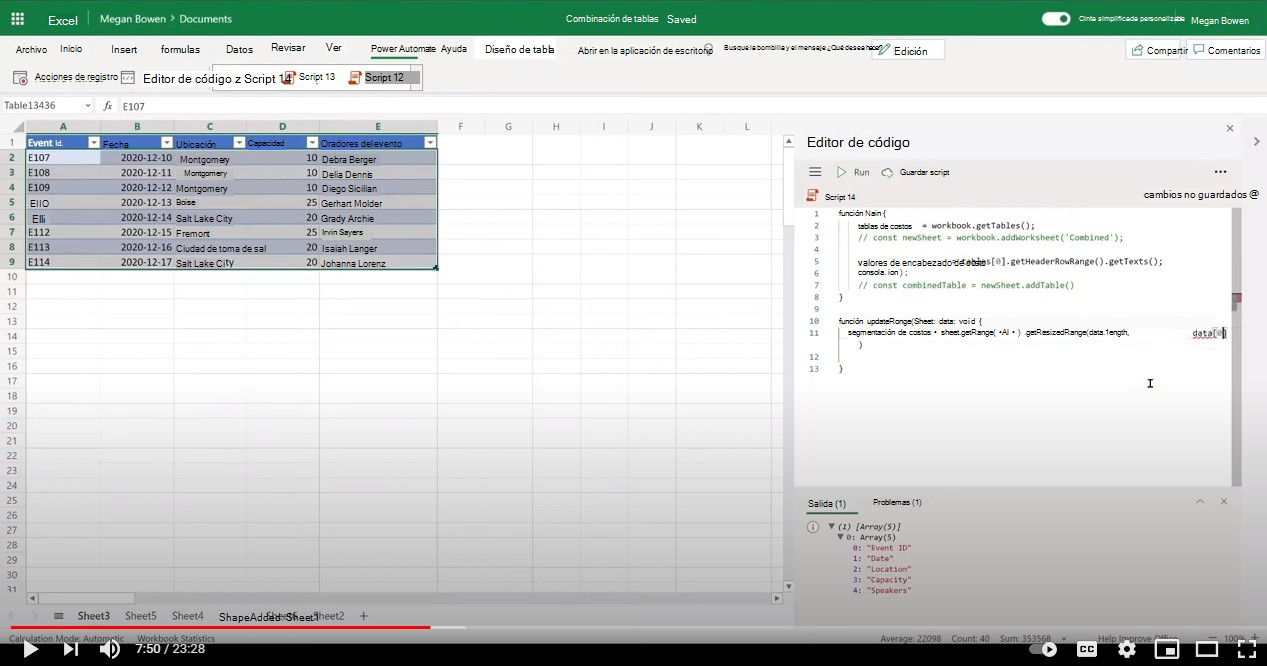 Excel
Megan Bowen > Documents
Combinación de tablas Saved
Cinta simplificada personalizable
Megan Bowen
Archivo Inicio Insert formulas Datos Revisar Ver Power Automate Ayuda Diseño de tabla
Abrir en la aplicación de escritorio
Busque la bombilla y el mensaje ¿Qué desea hacer?
Edición
Compartir
Comentarios
Acciones de registro
Editor de código z Script 14
Script 13
Script 12
Table13436
fx E107
A B C D E F G H I J K L
1 Event Id. Fecha Ubicación Capacidad Oradores del evento
2 E107 2020-12-10 Montgomery 10 Debra Berger
3 E108 2020-12-11 Montgomery 10 Delia Dennis
4 E109 2020-12-12 Montgomery 10 Diego Sicilian
5 EIIO 2020-12-13 Boise 25 Gerhart Molder
6 Elli 2020-12-14 Salt Lake City 20 Grady Archie
7 E112 2020-12-15 Fremont 25 Irvin Sayers
8 E113 2020-12-16 Ciudad de toma de sal 20 Isaiah Langer
9 E114 2020-12-17 Salt Lake City 20 Johanna Lorenz
10
11
12
13
14
15
16
17
18
19
20
21
22
23
24
25
26
27
28
29
30
31
Sheet3 Sheet5 Sheet4 ShapeAdded: Sheet1 Sheet2 +
Calculation Mode: Automatic Workbook Statistics
Average: 22098 Count: 40 Sum: 353568 Help Improve Office 100%
Editor de código
Run
Guardar script
Script 14
cambios no guardados @
1 función Nain {
2 tablas de costos = workbook.getTables();
3 // const newSheet = workbook.addWorksheet('Combined');
4
5 valores de encabezado de costo tables[0].getHeaderRowRange().getTexts();
6 consola. ion ) ;
7 // const combinedTable = newSheet.addTable()
8 }
9
10 función updateRonge(Sheet: data: void {
11 segmentación de costos • sheet.getRange( •AI • ) .getResizedRange(data.1ength, data[0]
)
12
13 }
Salida (1)
Problemas (1)
(1) [Array(5)]
0: Array(5)
0: "Event ID"
1: "Date"
2: "Location"
3: "Capacity"
4: "Speakers"
7:50 / 23:28
CC